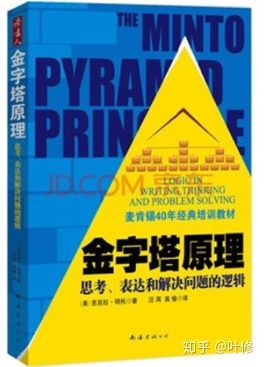 读书人
金字塔原理
思考、表达和解决问题的逻辑
THE MINTO
PYRAMID
PRINCIPLE
LOGIC IN
WRITING, THINKING
AND PROBLEM SOLVING
JD.COM
麦肯锡40年经典培训教材
金字塔原理
思考、表达和解决问题的逻辑
(美) 芭芭拉·明托 著 汪洱 高愉 译
南海出版公司
知乎 @叶修